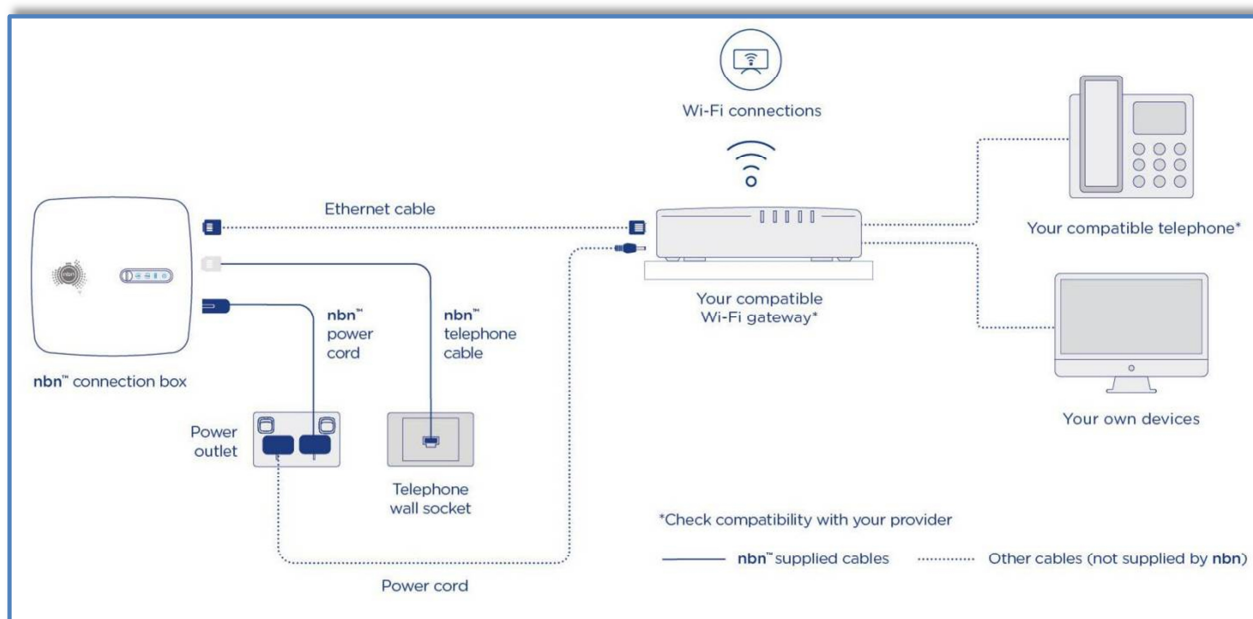 Wi-Fi connections
Ethernet cable
nbn™
power
cord
nbn™
telephone
cable
Your compatible
Wi-Fi gateway*
Your compatible telephone*
nbn™ connection box
Power
outlet
Telephone
wall socket
Your own devices
*Check compatibility with your provider
nbn™ supplied cables
Other cables (not supplied by nbn)
Power cord